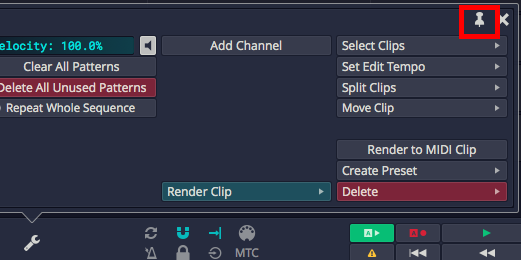 elocity: 100.0%
Add Channel
Select Clips
Clear All Patterns
Set Edit Tempo
Delete All Unused Patterns
Split Clips
Repeat Whole Sequence
Move Clip
Render to MIDI Clip
Create Preset
Render Clip
Delete
A
A
MTC